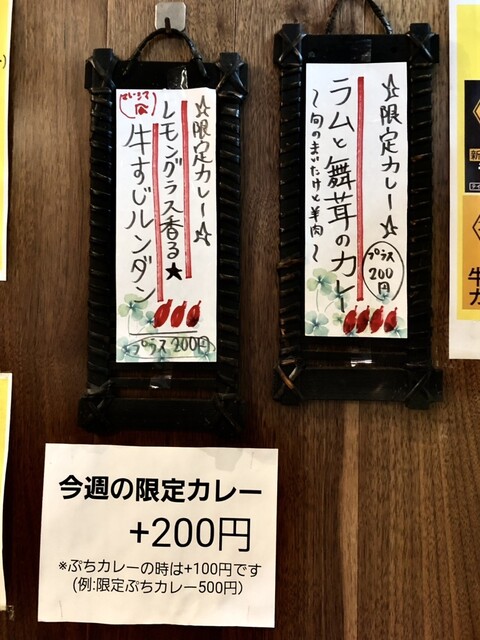 ☆限定カレー☆
ラムと舞茸のカレー
〜旬のまいたけと羊肉〜
プラス
200
円
☆限定カレー☆
レモングラス香る★
牛すじルンダン
プラス200円
今週の限定カレー
+200円
※ぷちカレーの時は+100円です
(例:限定ぷちカレー500円)